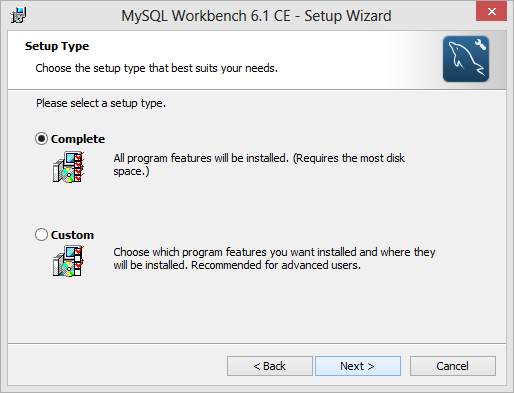 MySQL Workbench 6.1 CE - Setup Wizard
Setup Type
Choose the setup type that best suits your needs.
Please select a setup type.
Complete
All program features will be installed. (Requires the most disk
space.)
Custom
Choose which program features you want installed and where they
will be installed. Recommended for advanced users.
< Back
Next >
Cancel